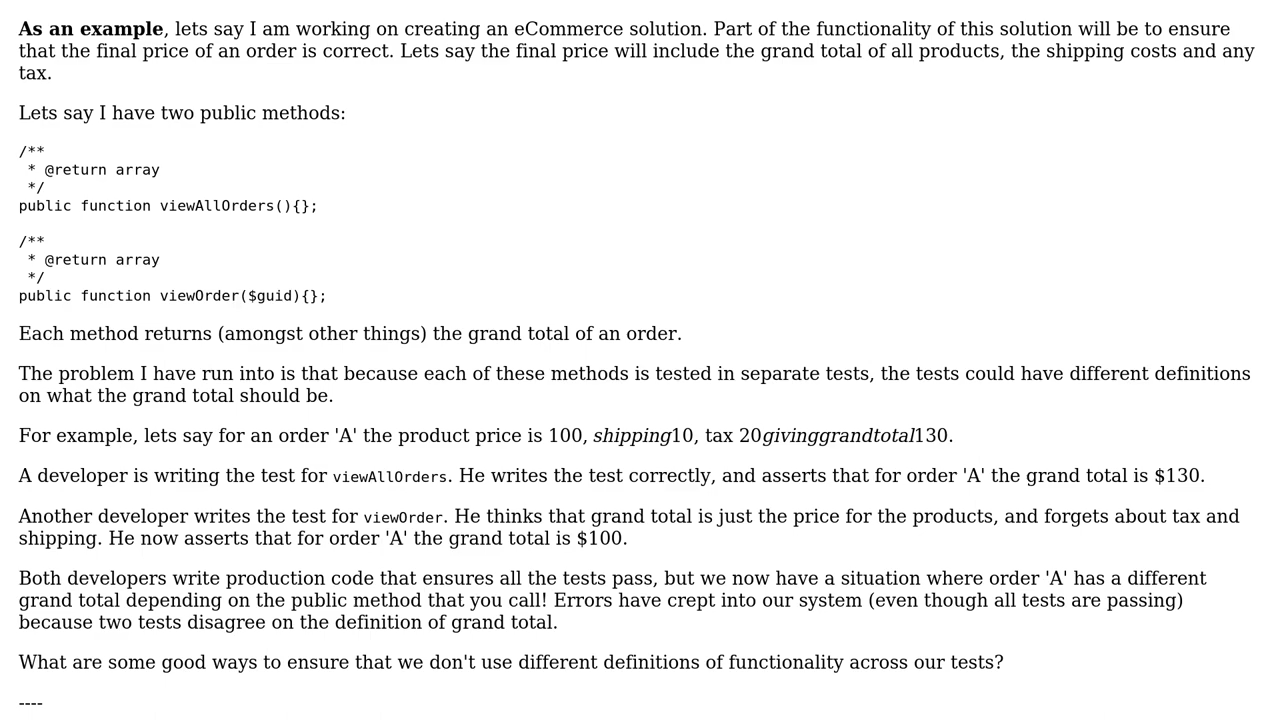 As an example, lets say I am working on creating an eCommerce solution. Part of the functionality of this solution will be to ensure
that the final price of an order is correct. Lets say the final price will include the grand total of all products, the shipping costs and any
tax.
Lets say I have two public methods:
/**
 * @return array
 */
public function viewAllOrders(){};
/**
 * @return array
 */
public function viewOrder($guid){};
Each method returns (amongst other things) the grand total of an order.
The problem I have run into is that because each of these methods is tested in separate tests, the tests could have different definitions
on what the grand total should be.
For example, lets say for an order 'A' the product price is 100, shipping10, tax 20givinggrandtotal130.
A developer is writing the test for viewAllOrders. He writes the test correctly, and asserts that for order 'A' the grand total is $130.
Another developer writes the test for viewOrder. He thinks that grand total is just the price for the products, and forgets about tax and
shipping. He now asserts that for order 'A' the grand total is $100.
Both developers write production code that ensures all the tests pass, but we now have a situation where order 'A' has a different
grand total depending on the public method that you call! Errors have crept into our system (even though all tests are passing)
because two tests disagree on the definition of grand total.
What are some good ways to ensure that we don't use different definitions of functionality across our tests?
----